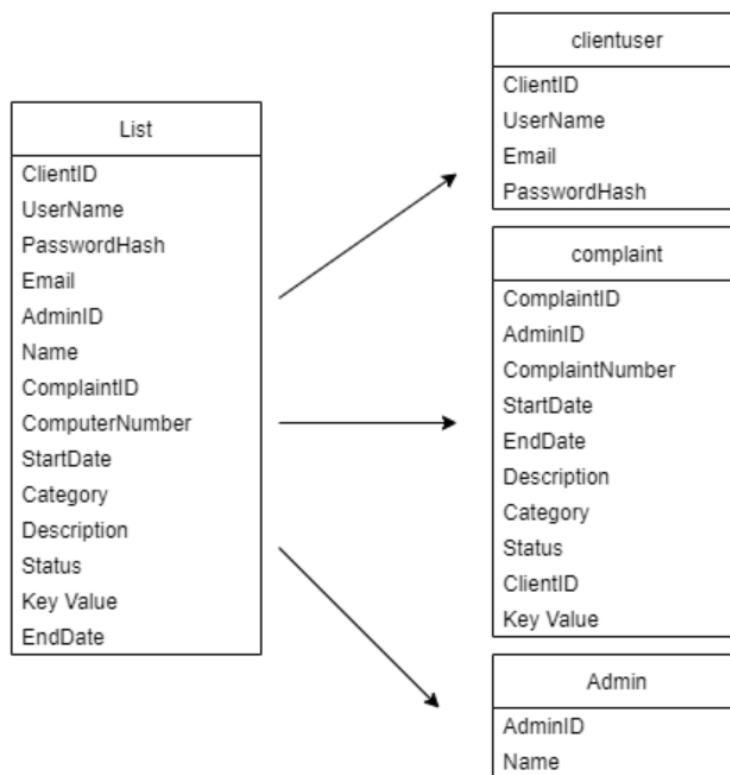 List
ClientID
UserName
PasswordHash
Email
AdminID
Name
ComplaintID
ComputerNumber
StartDate
Category
Description
Status
Key Value
EndDate
clientuser
ClientID
UserName
Email
PasswordHash
complaint
ComplaintID
AdminID
ComplaintNumber
StartDate
EndDate
Description
Category
Status
ClientID
Key Value
Admin
AdminID
Name